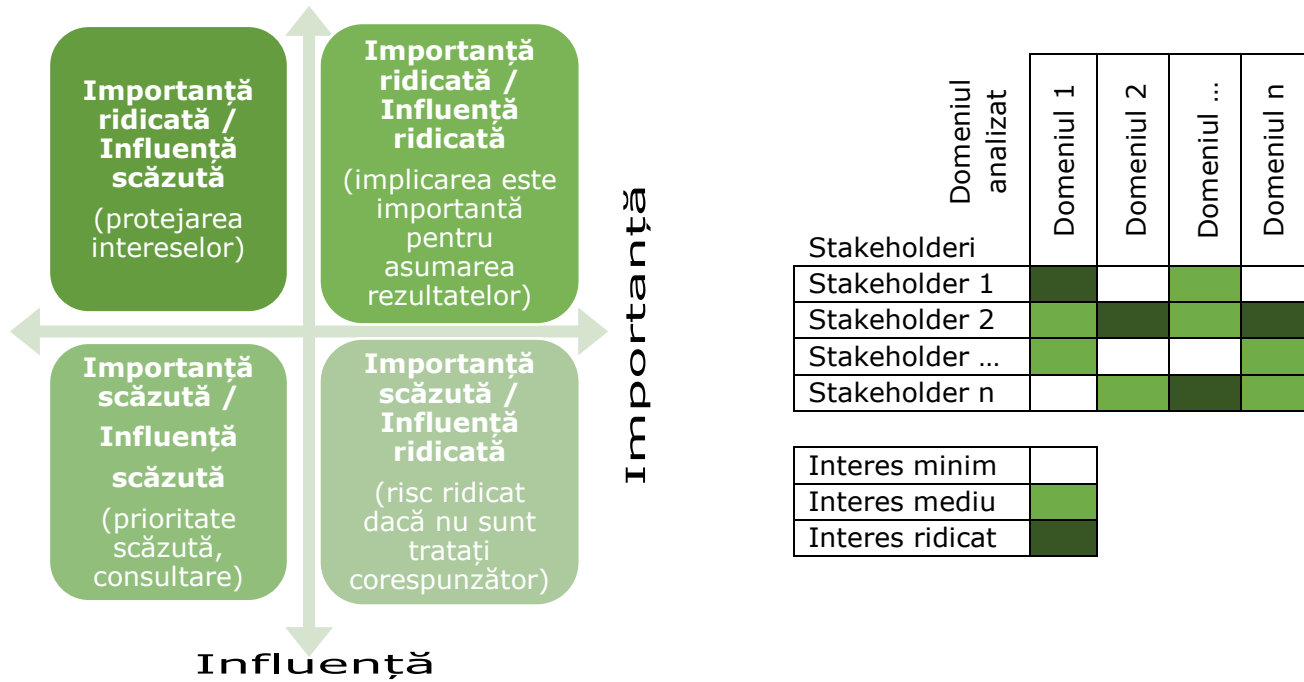 Importanță
ridicată /
Influență
scăzută
(protejarea
intereselor)
Importanță
ridicată /
Influență
ridicată
(implicarea este
importantă
pentru
asumarea
rezultatelor)
Importanță
scăzută /
Influență
scăzută
(prioritate
scăzută,
consultare)
Importanță
scăzută /
Influență
ridicată
(risc ridicat
dacă nu sunt
tratați
corespunzător)
Importanță
Influență
Domeniul
analizat
Domeniul 1
Domeniul 2
Domeniul ...
Domeniul n
Stakeholderi
Stakeholder 1
Stakeholder 2
Stakeholder ...
Stakeholder n
Interes minim
Interes mediu
Interes ridicat